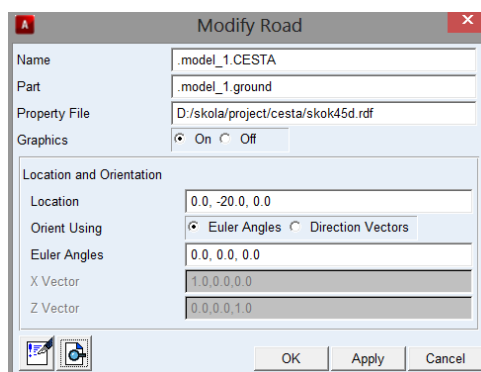 Modify Road
Name .model_1.CESTA
Part .model_1.ground
Property File D:/skola/project/cesta/skok45d.rdf
Graphics On Off
Location and Orientation
Location 0.0, -20.0, 0.0
Orient Using Euler Angles Direction Vectors
Euler Angles 0.0, 0.0, 0.0
X Vector 1.0,0.0,0.0
Z Vector 0.0,0.0,1.0
OK Apply Cancel